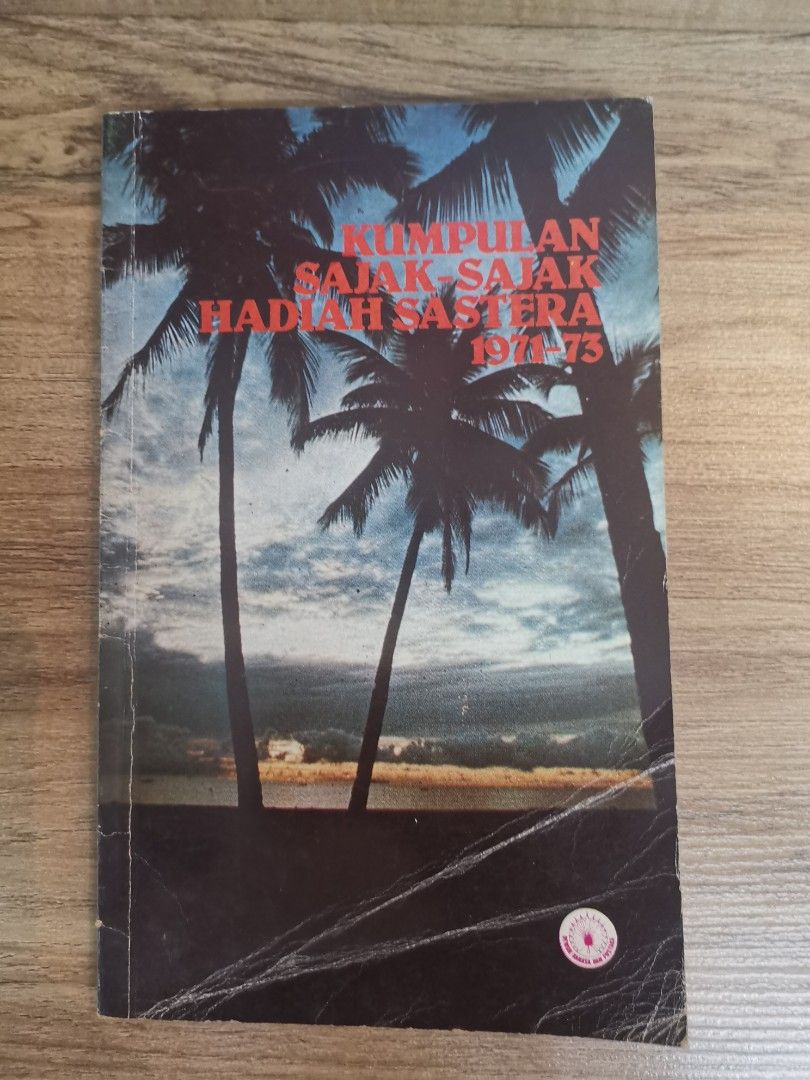 KUMPULAN
SAJAK-SAJAK
HADIAH SASTERA
1971-73